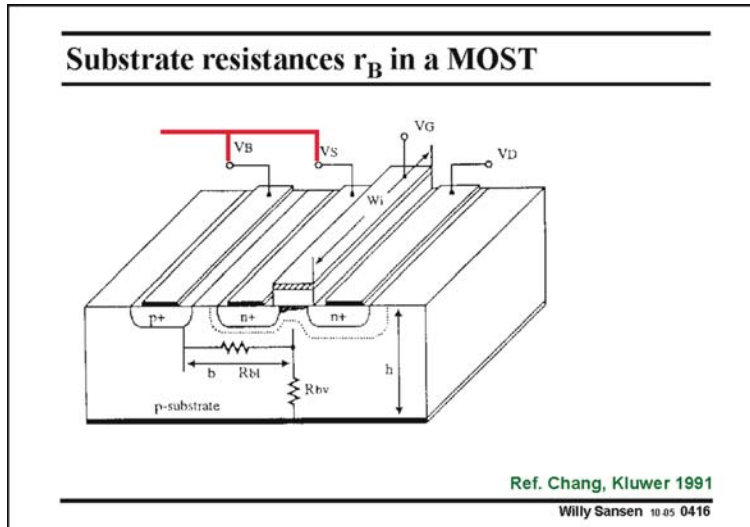 Substrate resistances rB in a MOST
VG
VB
VS
VD
Wi
p+
n+
n+
b
Rbl
h
Rbv
p-substrate
Ref. Chang, Kluwer 1991
Willy Sansen 10-05 0416